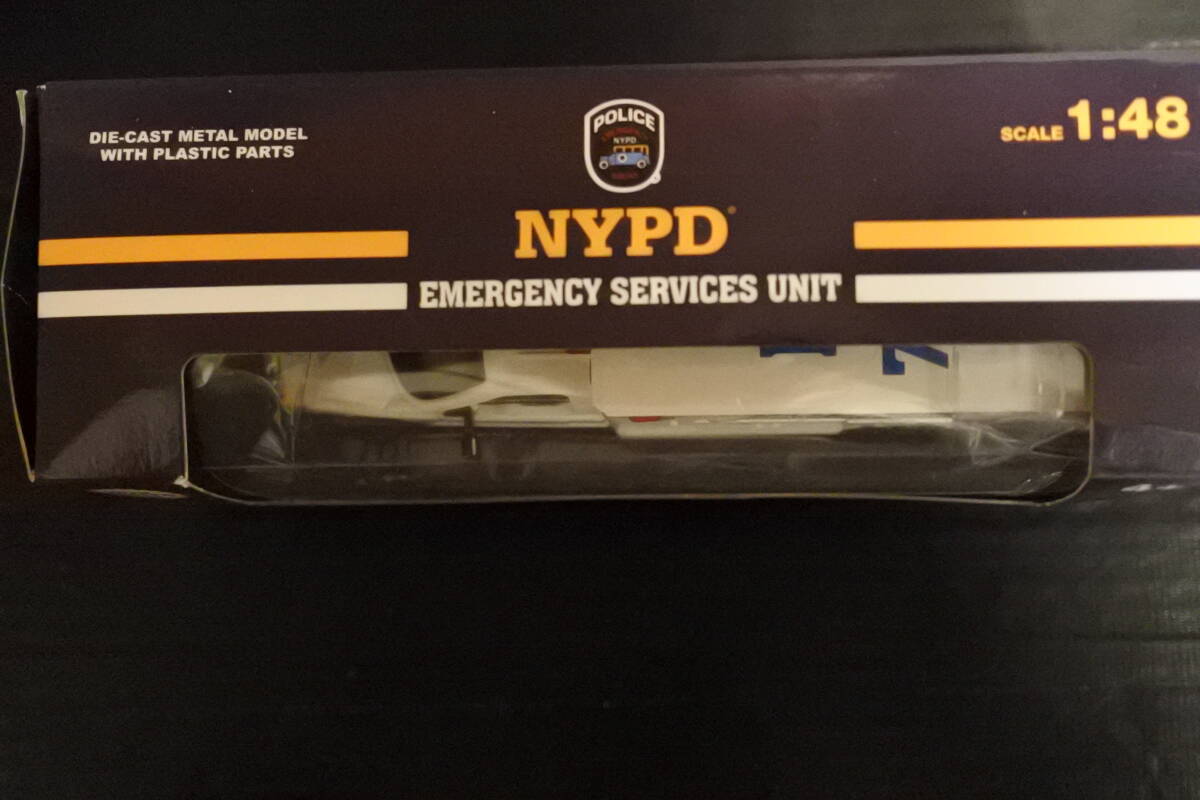 DIE-CAST METAL MODEL
WITH PLASTIC PARTS
POLICE
NYPD
SCALE 1:48
NYPD
EMERGENCY SERVICES UNIT